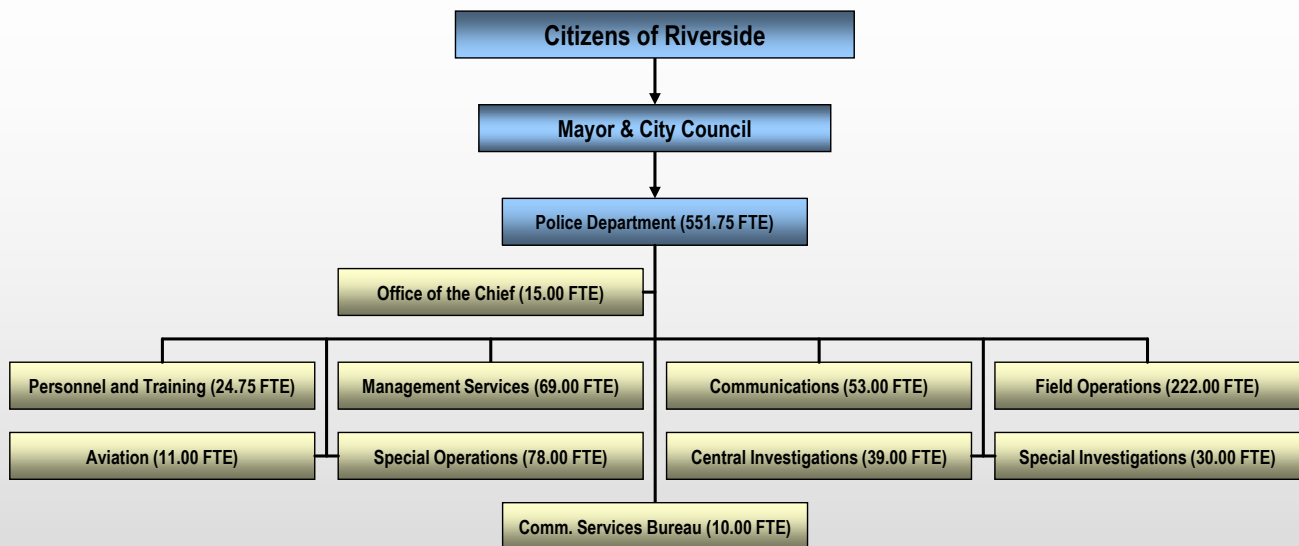 Citizens of Riverside
Mayor & City Council
Police Department (551.75 FTE)
Office of the Chief (15.00 FTE)
Personnel and Training (24.75 FTE)
Management Services (69.00 FTE)
Communications (53.00 FTE)
Field Operations (222.00 FTE)
Aviation (11.00 FTE)
Special Operations (78.00 FTE)
Central Investigations (39.00 FTE)
Special Investigations (30.00 FTE)
Comm. Services Bureau (10.00 FTE)